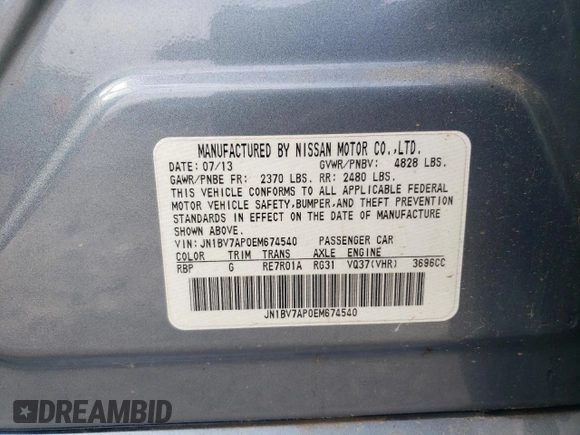 MANUFACTURED BY NISSAN MOTOR CO.,LTD.
DATE: 07/13 GVWR/PNBV: 4828 LBS.
GAWR/PNBE FR: 2370 LBS. RR: 2480 LBS.
THIS VEHICLE CONFORMS TO ALL APPLICABLE FEDERAL
MOTOR VEHICLE SAFETY,BUMPER,AND THEFT PREVENTION
STANDARDS IN EFFECT ON THE DATE OF MANUFACTURE
SHOWN ABOVE.
VIN: JN1BV7AP0EM674540 PASSENGER CAR
COLOR TRIM TRANS AXLE ENGINE
RBP G RE7R01A RG31 VQ37(VHR) 3696CC
JN1BV7AP0EM674540
DREAMBID